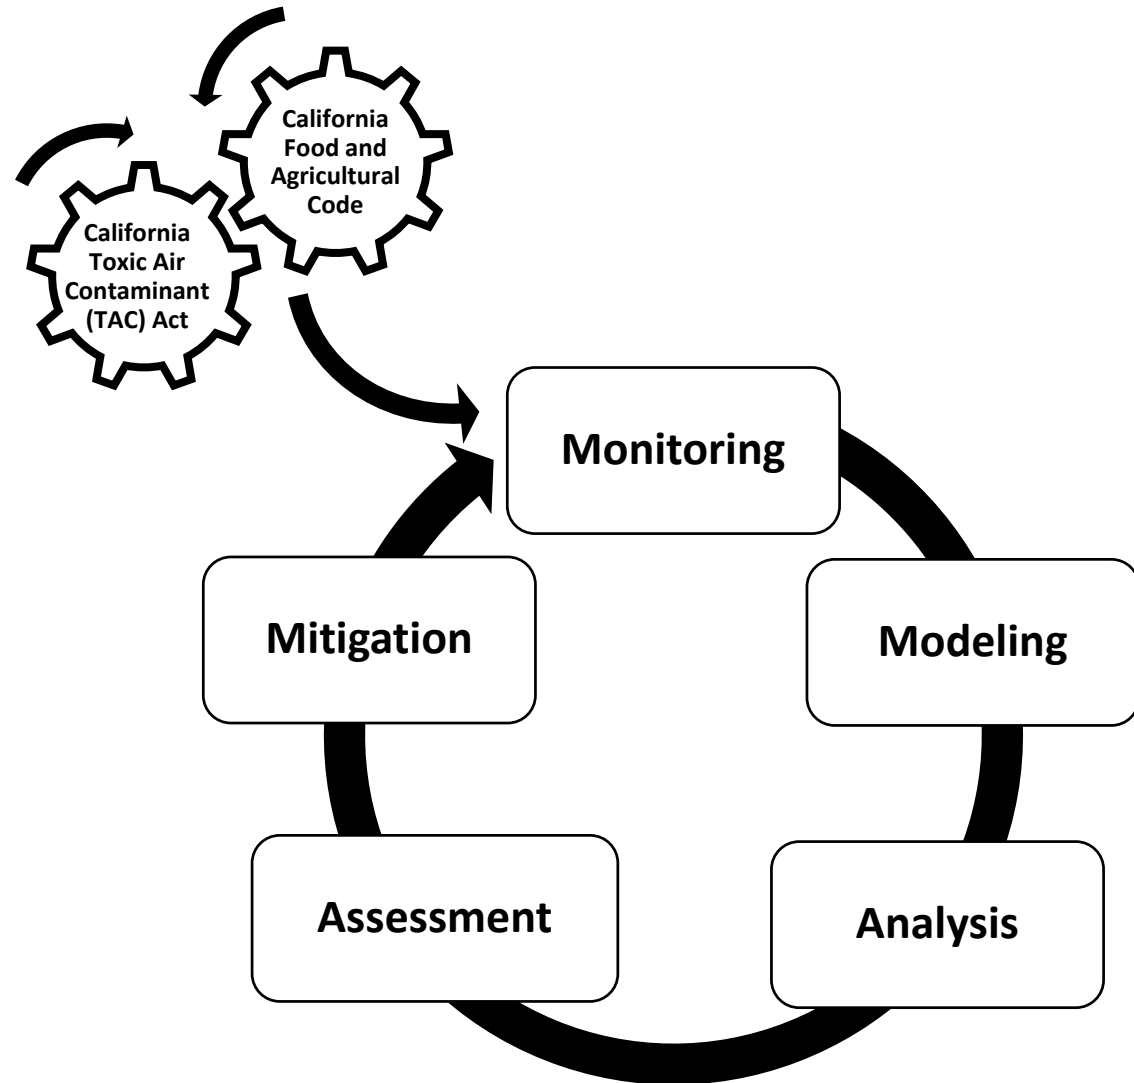 California
Food and
Agricultural
Code
California
Toxic Air
Contaminant
(TAC) Act
Monitoring
Mitigation
Modeling
Assessment
Analysis